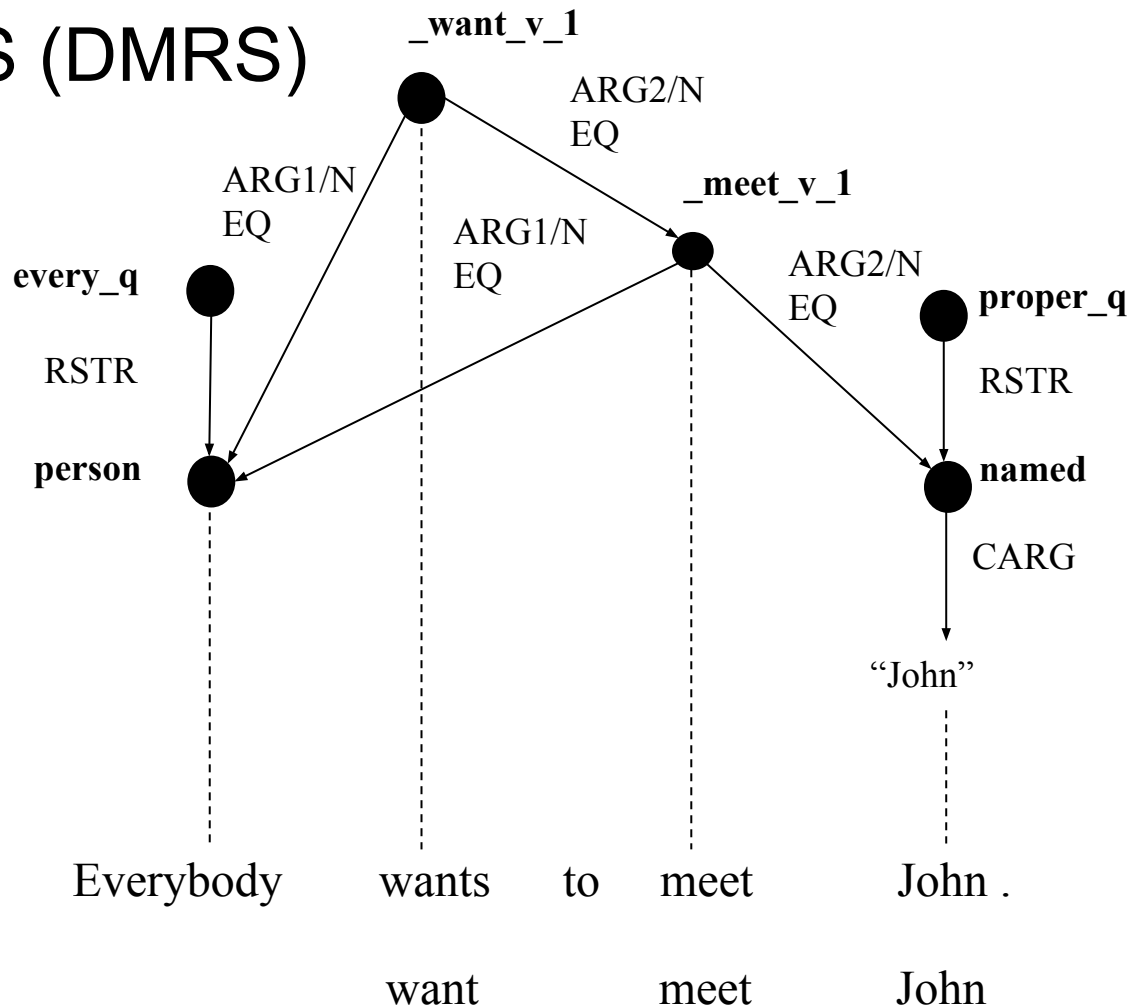 S (DMRS)
_want_v_1
ARG2/N
EQ
ARG1/N
EQ
_meet_v_1
ARG1/N
EQ
every_q
ARG2/N
EQ
proper_q
RSTR
RSTR
person
named
CARG
“John”
Everybody wants to meet John .
want meet John